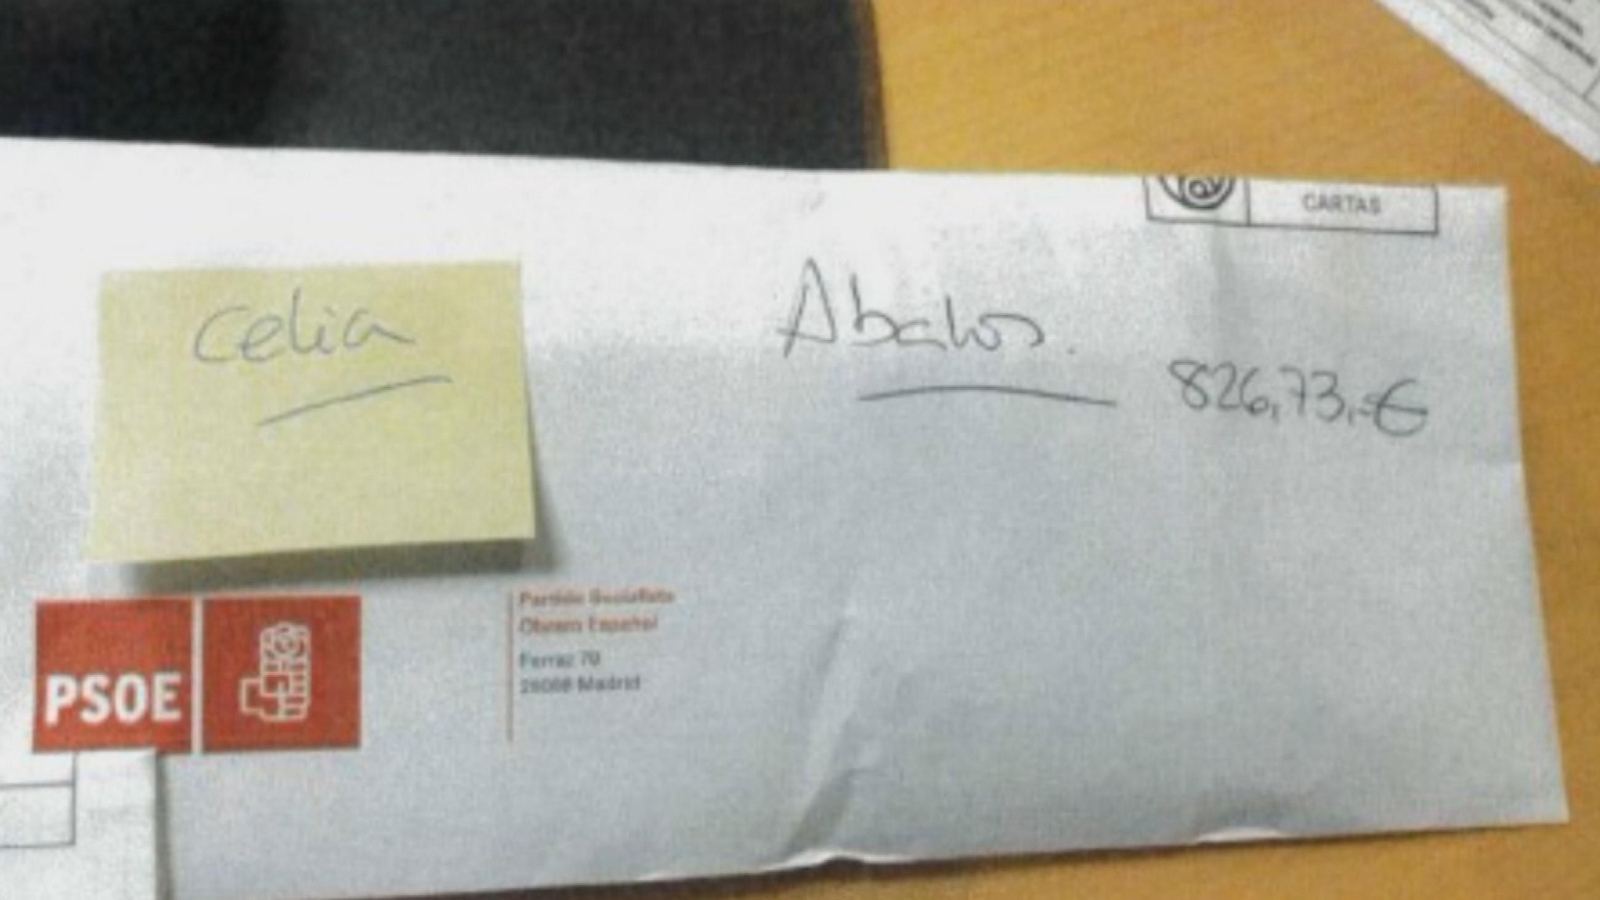 CARTAS
Celia
Abalos.
826,73,-€
PSOE
Partido Socialista
Obrero Español
Ferraz 70
28008 Madrid